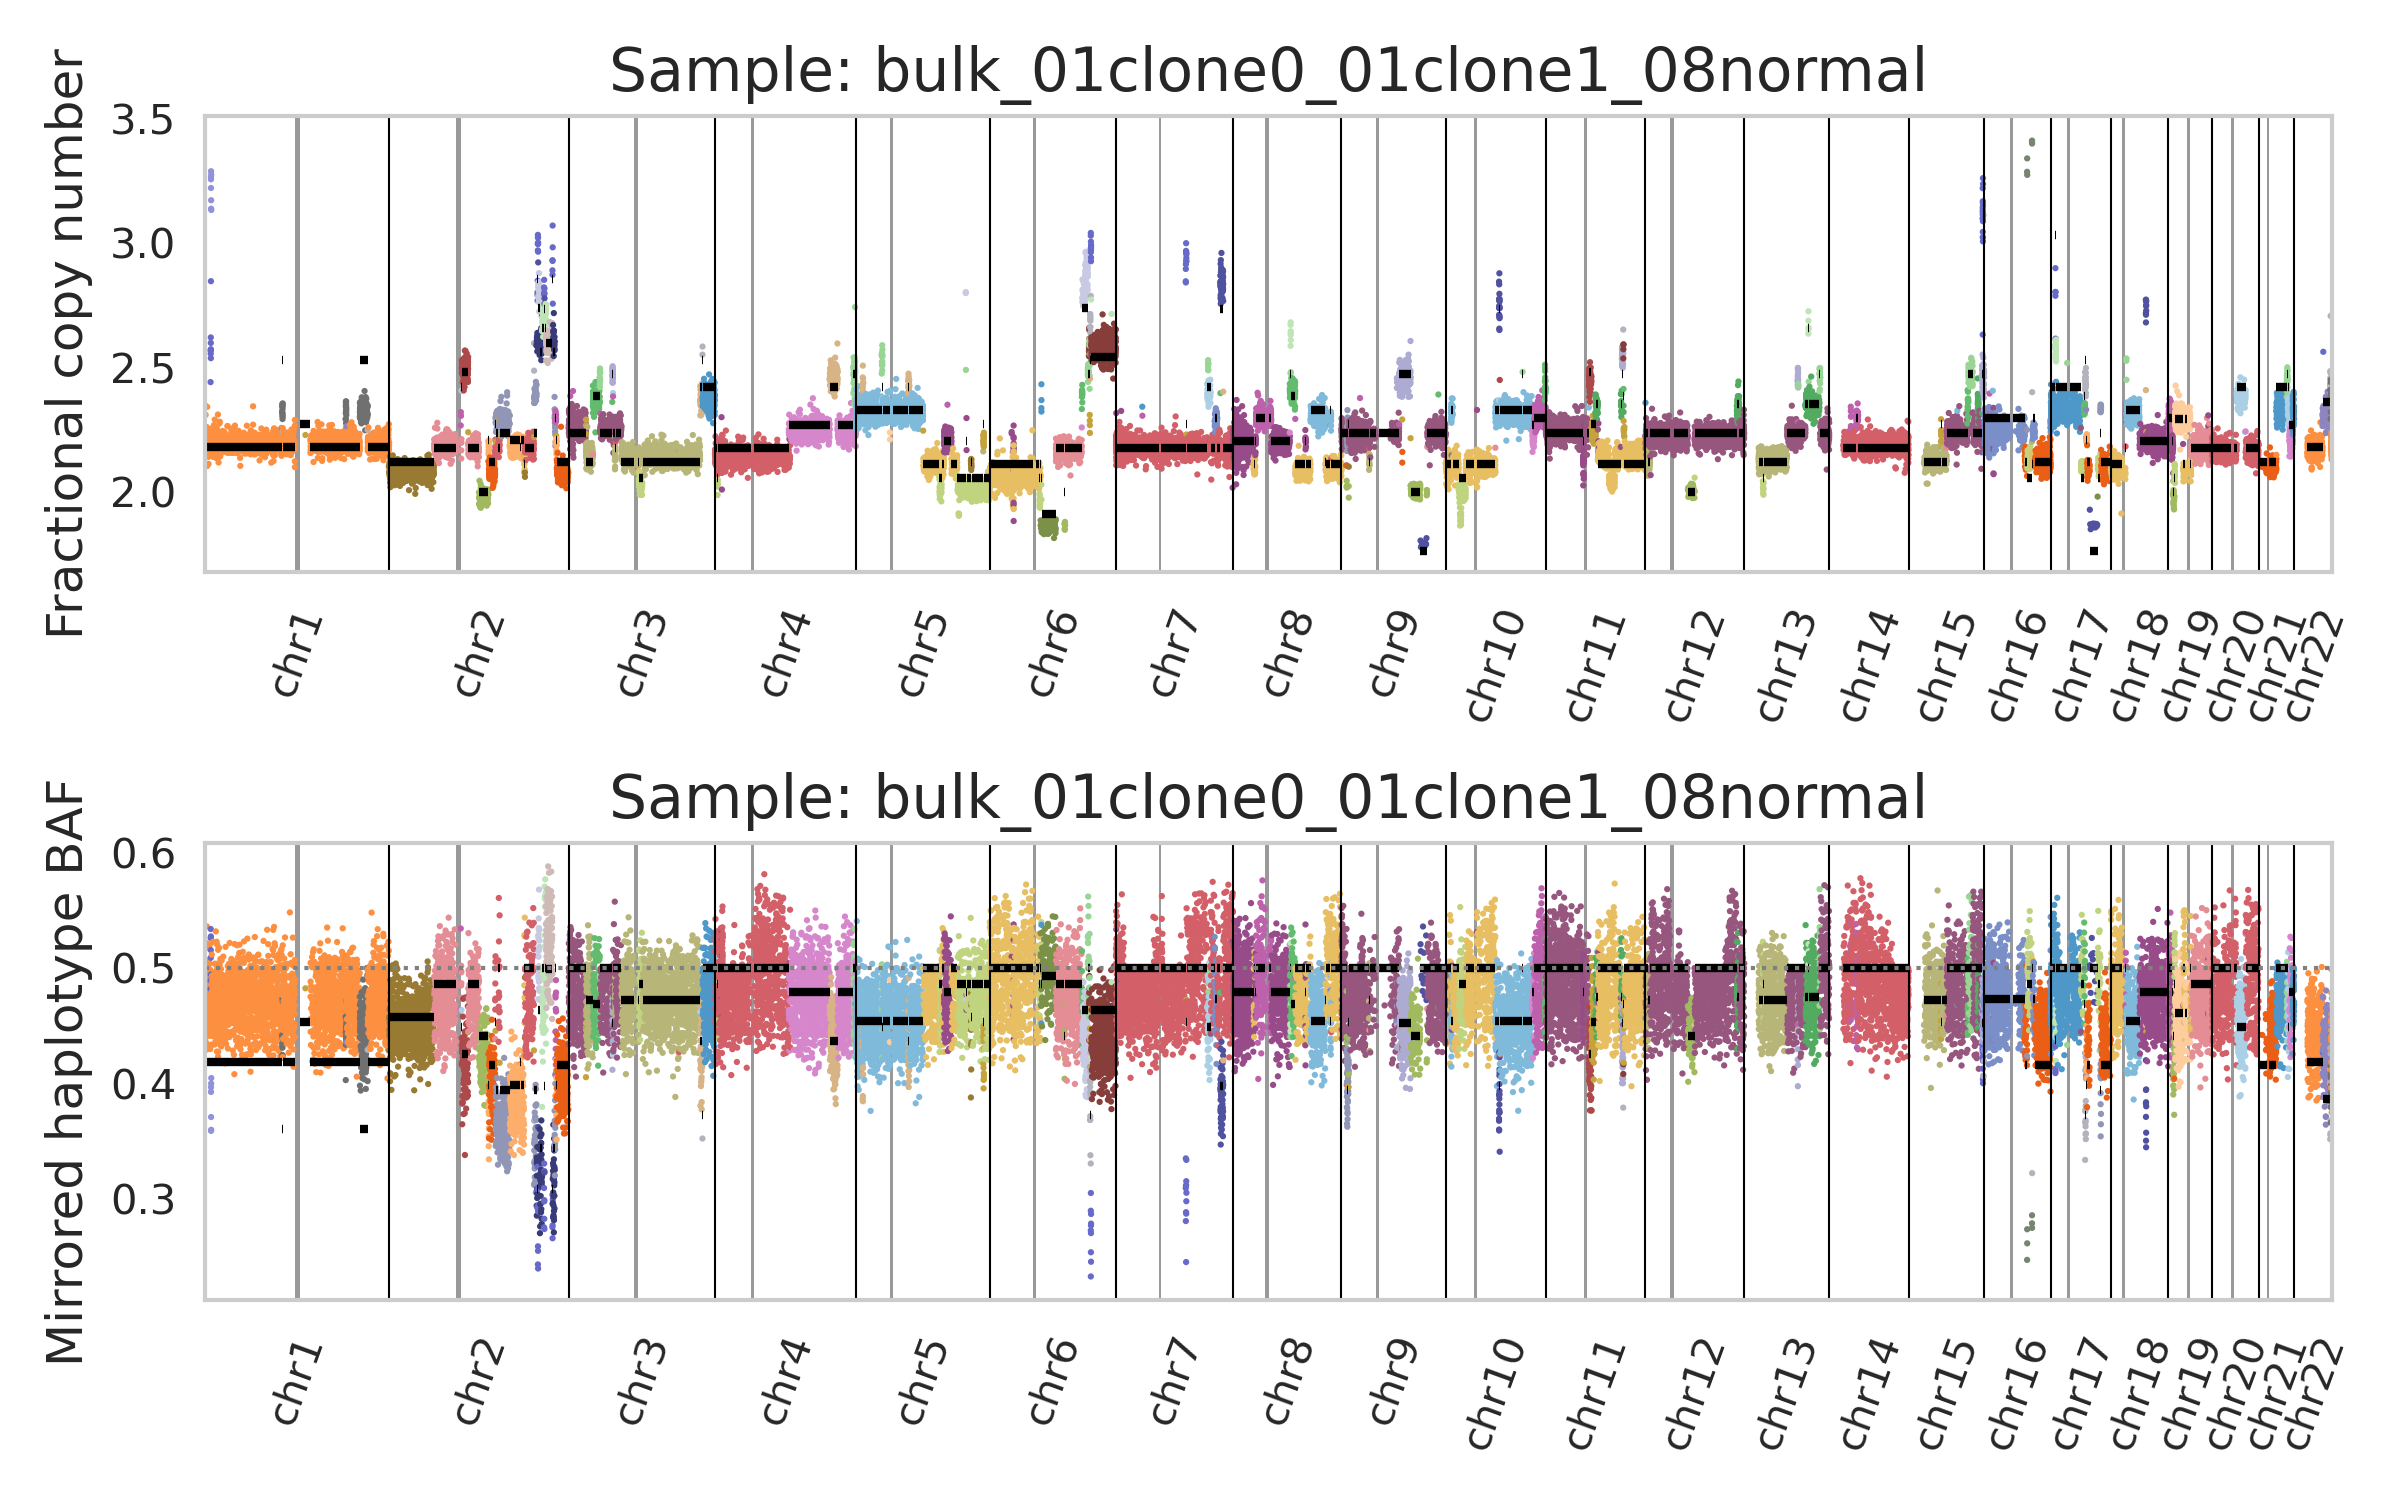 Sample: bulk_01clone0_01clone1_08normal
Fractional copy number
3.5
3.0
2.5
2.0
chr1 chr2 chr3 chr4 chr5 chr6 chr7 chr8 chr9 chr10 chr11 chr12 chr13 chr14 chr15 chr16 chr17 chr18 chr19 chr20 chr21 chr22
Sample: bulk_01clone0_01clone1_08normal
Mirrored haplotype BAF
0.6
0.5
0.4
0.3
chr1 chr2 chr3 chr4 chr5 chr6 chr7 chr8 chr9 chr10 chr11 chr12 chr13 chr14 chr15 chr16 chr17 chr18 chr19 chr20 chr21 chr22